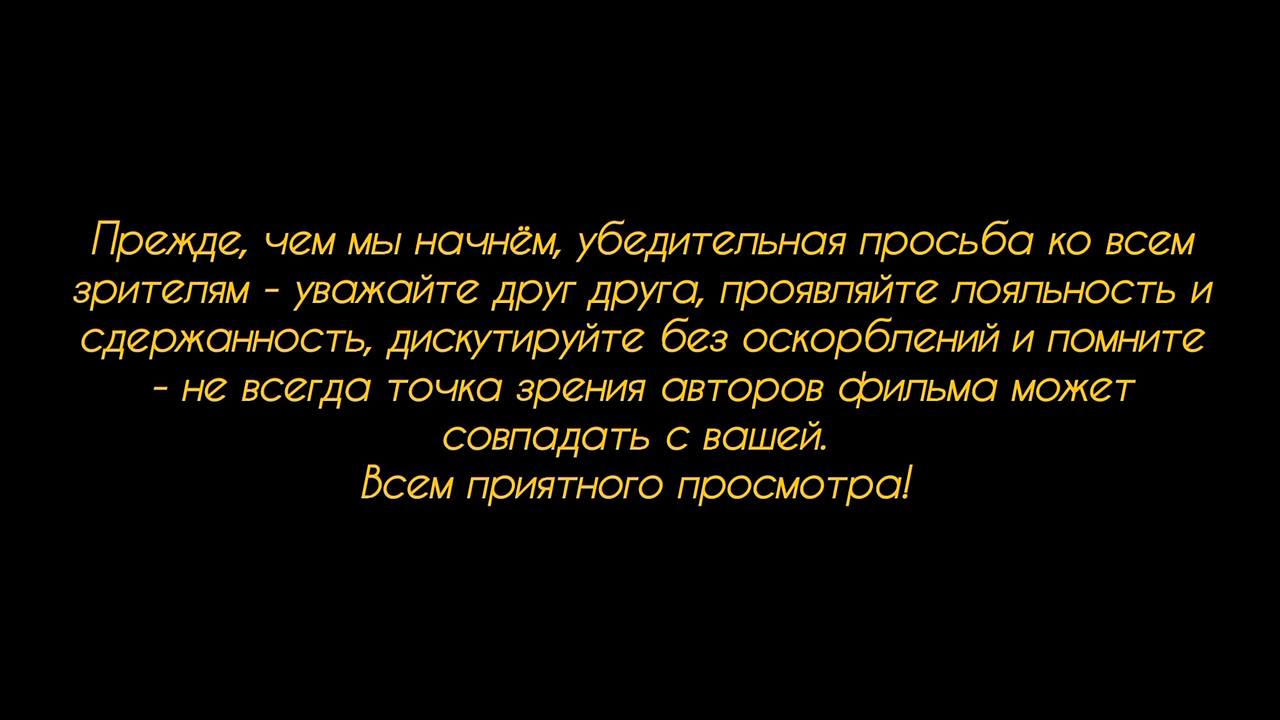 Прежде, чем мы начнём, убедительная просьба ко всем
зрителям - уважайте друг друга, проявляйте лояльность и
сдержанность, дискутируйте без оскорблений и помните
- не всегда точка зрения авторов фильма может
совпадать с вашей.
Всем приятного просмотра!